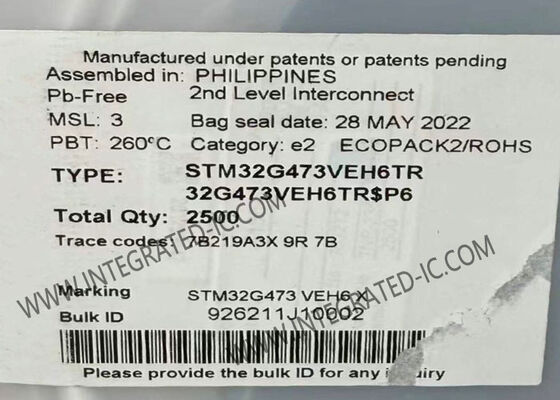 Manufactured under patents or patents pending
Assembled in: PHILIPPINES
Pb-Free 2nd Level Interconnect
MSL: 3 Bag seal date: 28 MAY 2022
PBT: 260°C Category: e2 ECOPACK2/ROHS
TYPE: STM32G473VEH6TR
32G473VEH6TR$P6
Total Qty: 2500
Trace codes: 7B219A3X 9R 7B
Marking STM32G473 VEH6 X
Bulk ID 926211J10002
Please provide the bulk ID for any
WWW.INTEGRATED-IC.COM
WWW.INTEGRATED-IC.COM